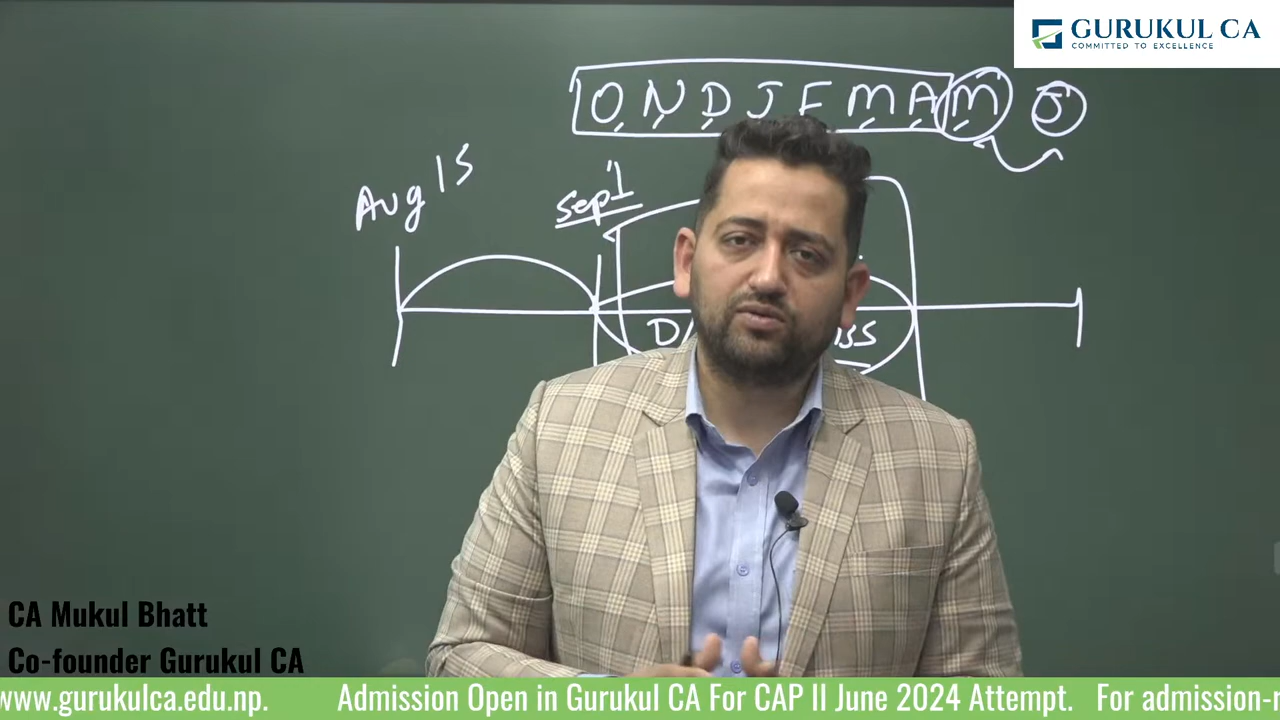 GURUKUL CA
COMMITTED TO EXCELLENCE
O N D J F M A M J
Aug 15
Sep 1
CA Mukul Bhatt
Co-founder Gurukul CA
www.gurukulca.edu.np. Admission Open in Gurukul CA For CAP II June 2024 Attempt. For admission-